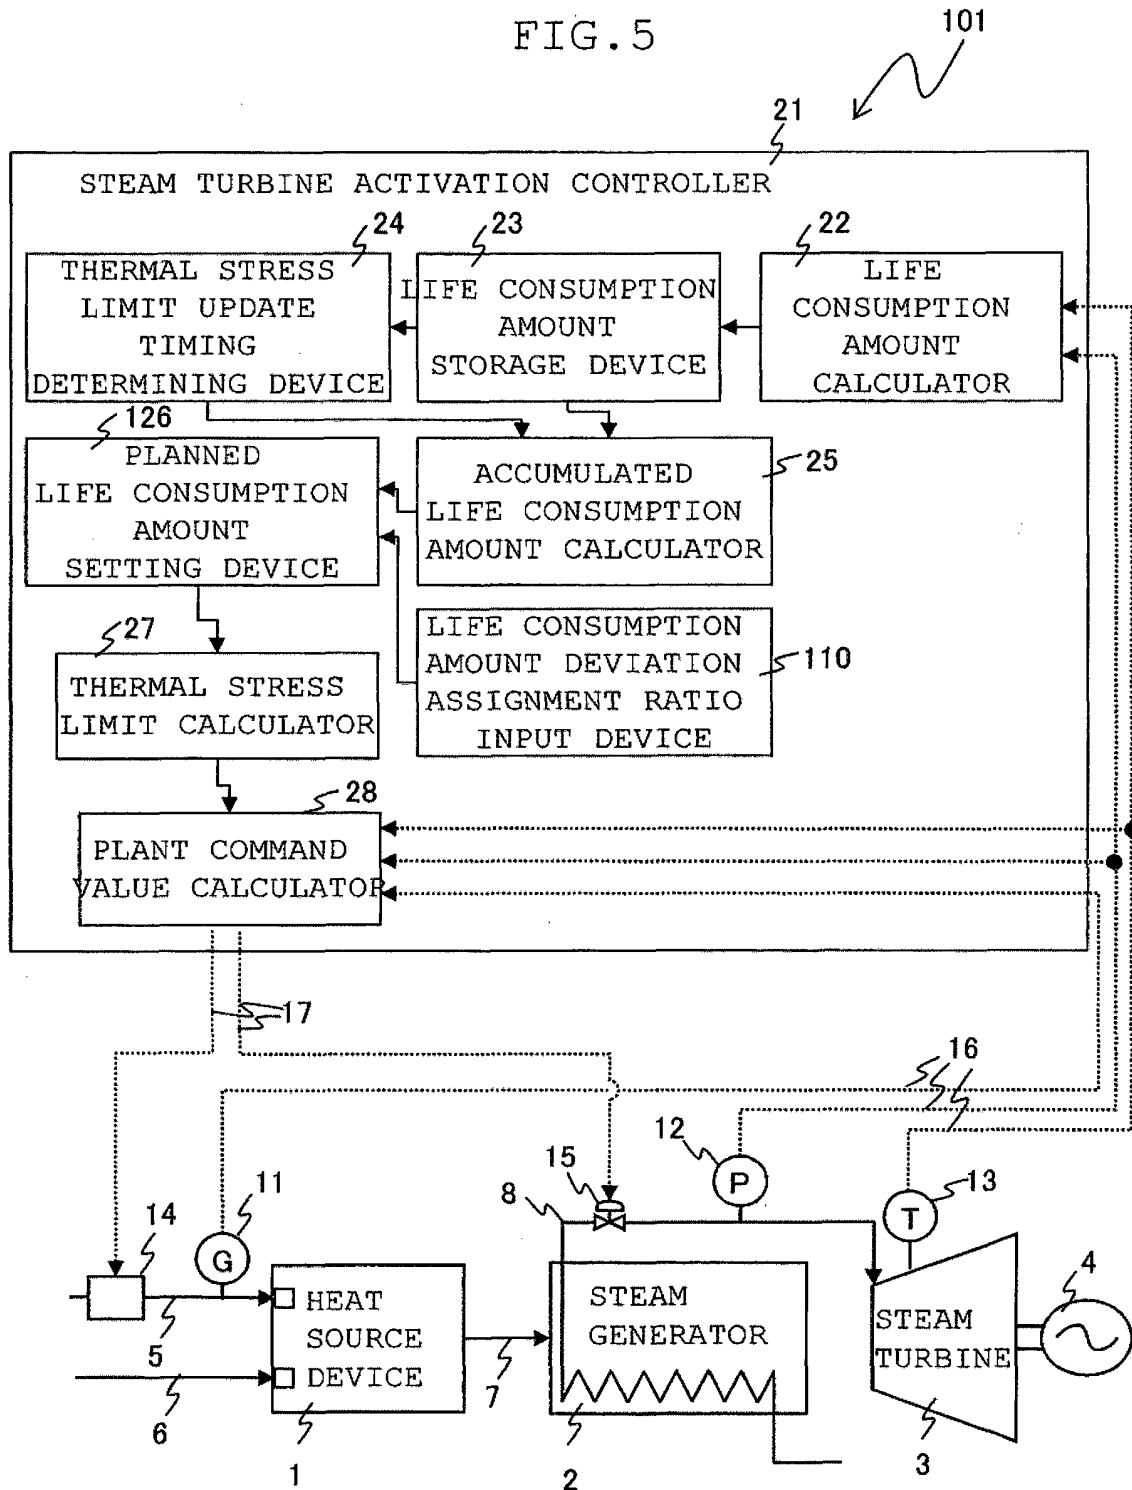 FIG.5
101
21
STEAM TURBINE ACTIVATION CONTROLLER
24
23
22
THERMAL STRESS
LIMIT UPDATE
TIMING
DETERMINING DEVICE
LIFE CONSUMPTION
AMOUNT
STORAGE DEVICE
LIFE
CONSUMPTION
AMOUNT
CALCULATOR
126
PLANNED
LIFE CONSUMPTION
AMOUNT
SETTING DEVICE
25
ACCUMULATED
LIFE CONSUMPTION
AMOUNT CALCULATOR
27
THERMAL STRESS
LIMIT CALCULATOR
110
LIFE CONSUMPTION
AMOUNT DEVIATION
ASSIGNMENT RATIO
INPUT DEVICE
28
PLANT COMMAND
VALUE CALCULATOR
17
16
12
P
15
8
13
T
11
G
14
5
6
HEAT
SOURCE
DEVICE
1
7
STEAM
GENERATOR
2
STEAM
TURBINE
3
4